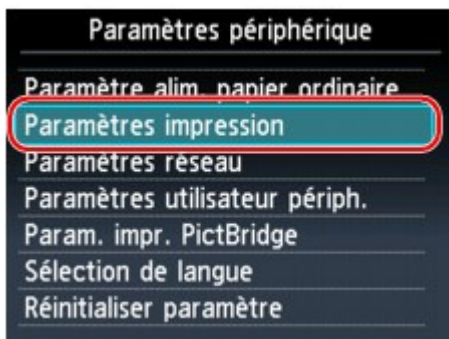 Paramètres périphérique
Paramètre alim. papier ordinaire
Paramètres impression
Paramètres réseau
Paramètres utilisateur périph.
Param. impr. PictBridge
Sélection de langue
Réinitialiser paramètre